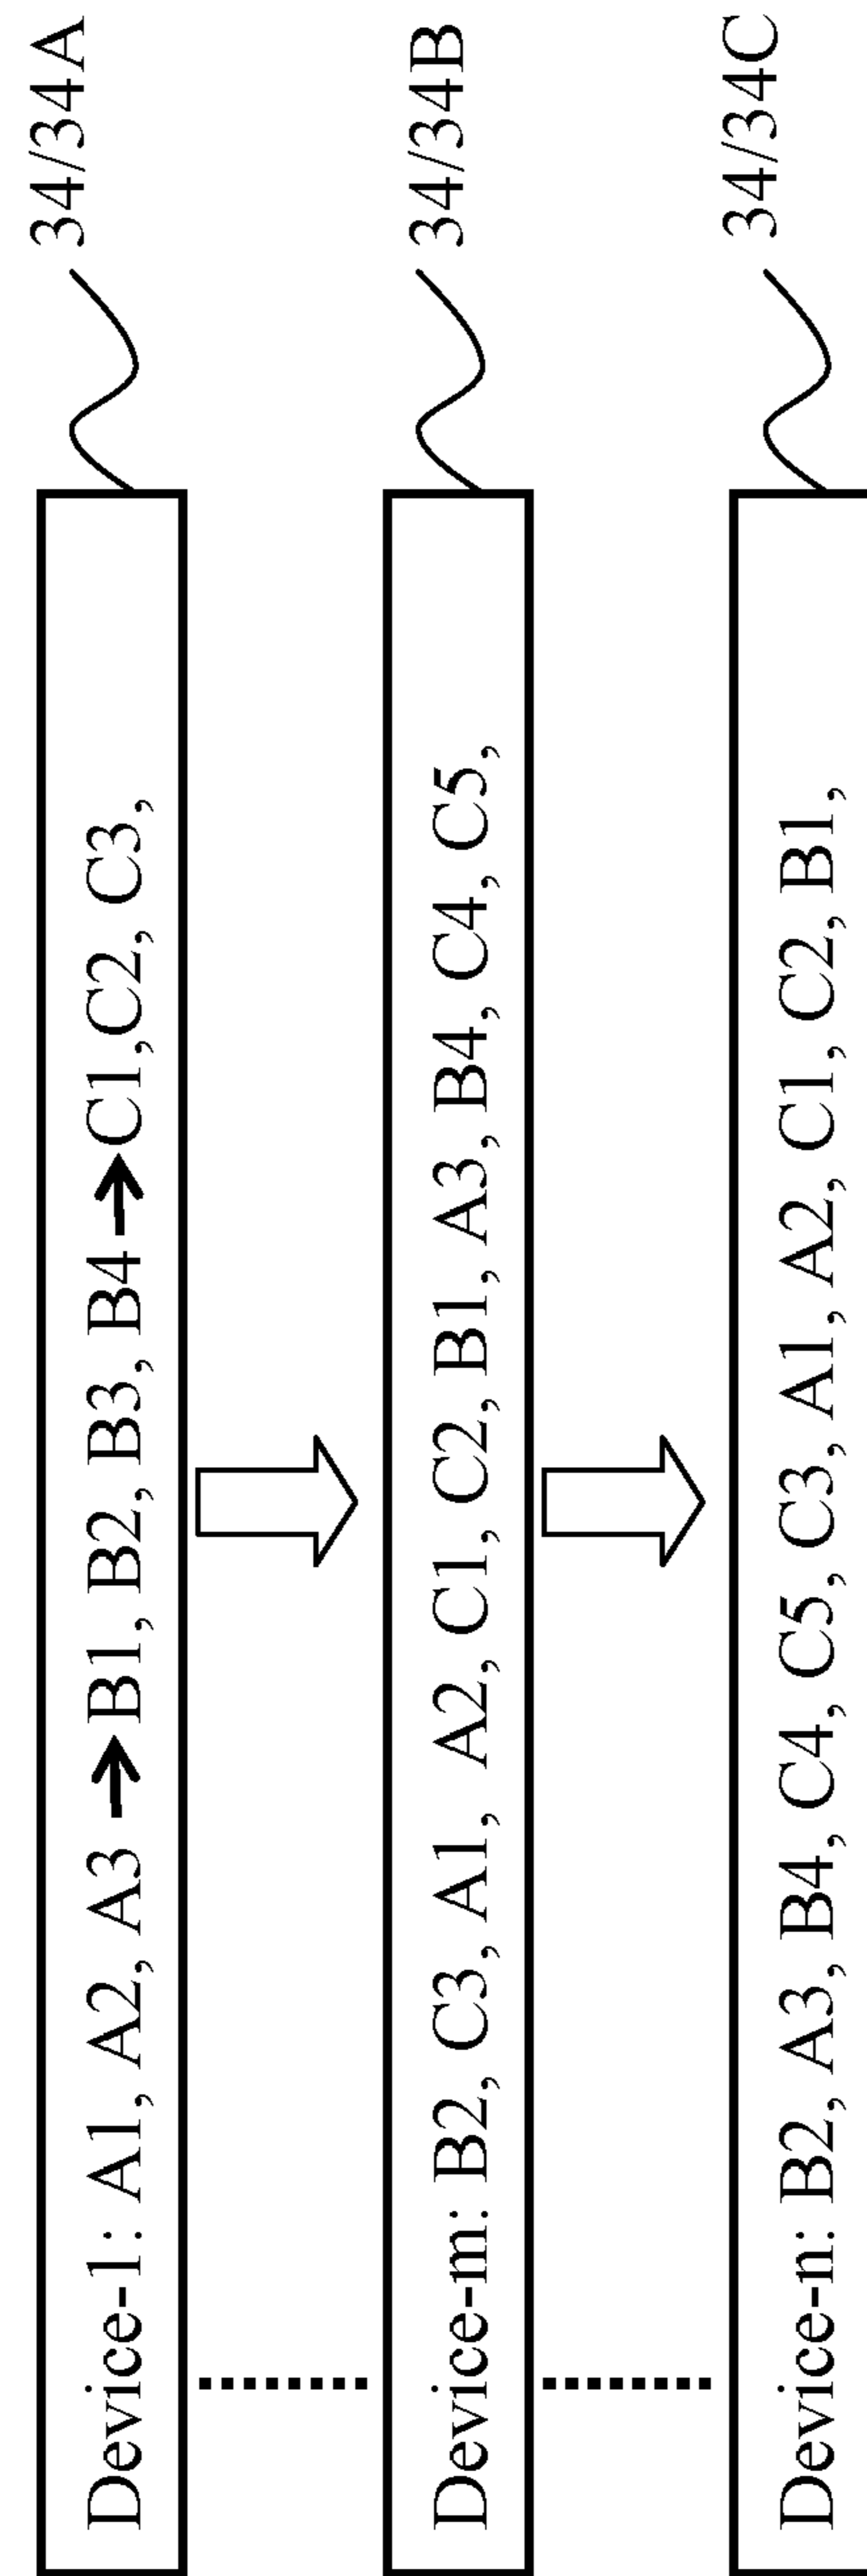 Device-1: A1, A2, A3 → B1, B2, B3, B4 → C1,C2, C3,
34/34A
Device-m: B2, C3, A1, A2, C1, C2, B1, A3, B4, C4, C5,
34/34B
Device-n: B2, A3, B4, C4, C5, C3, A1, A2, C1, C2, B1,
34/34C